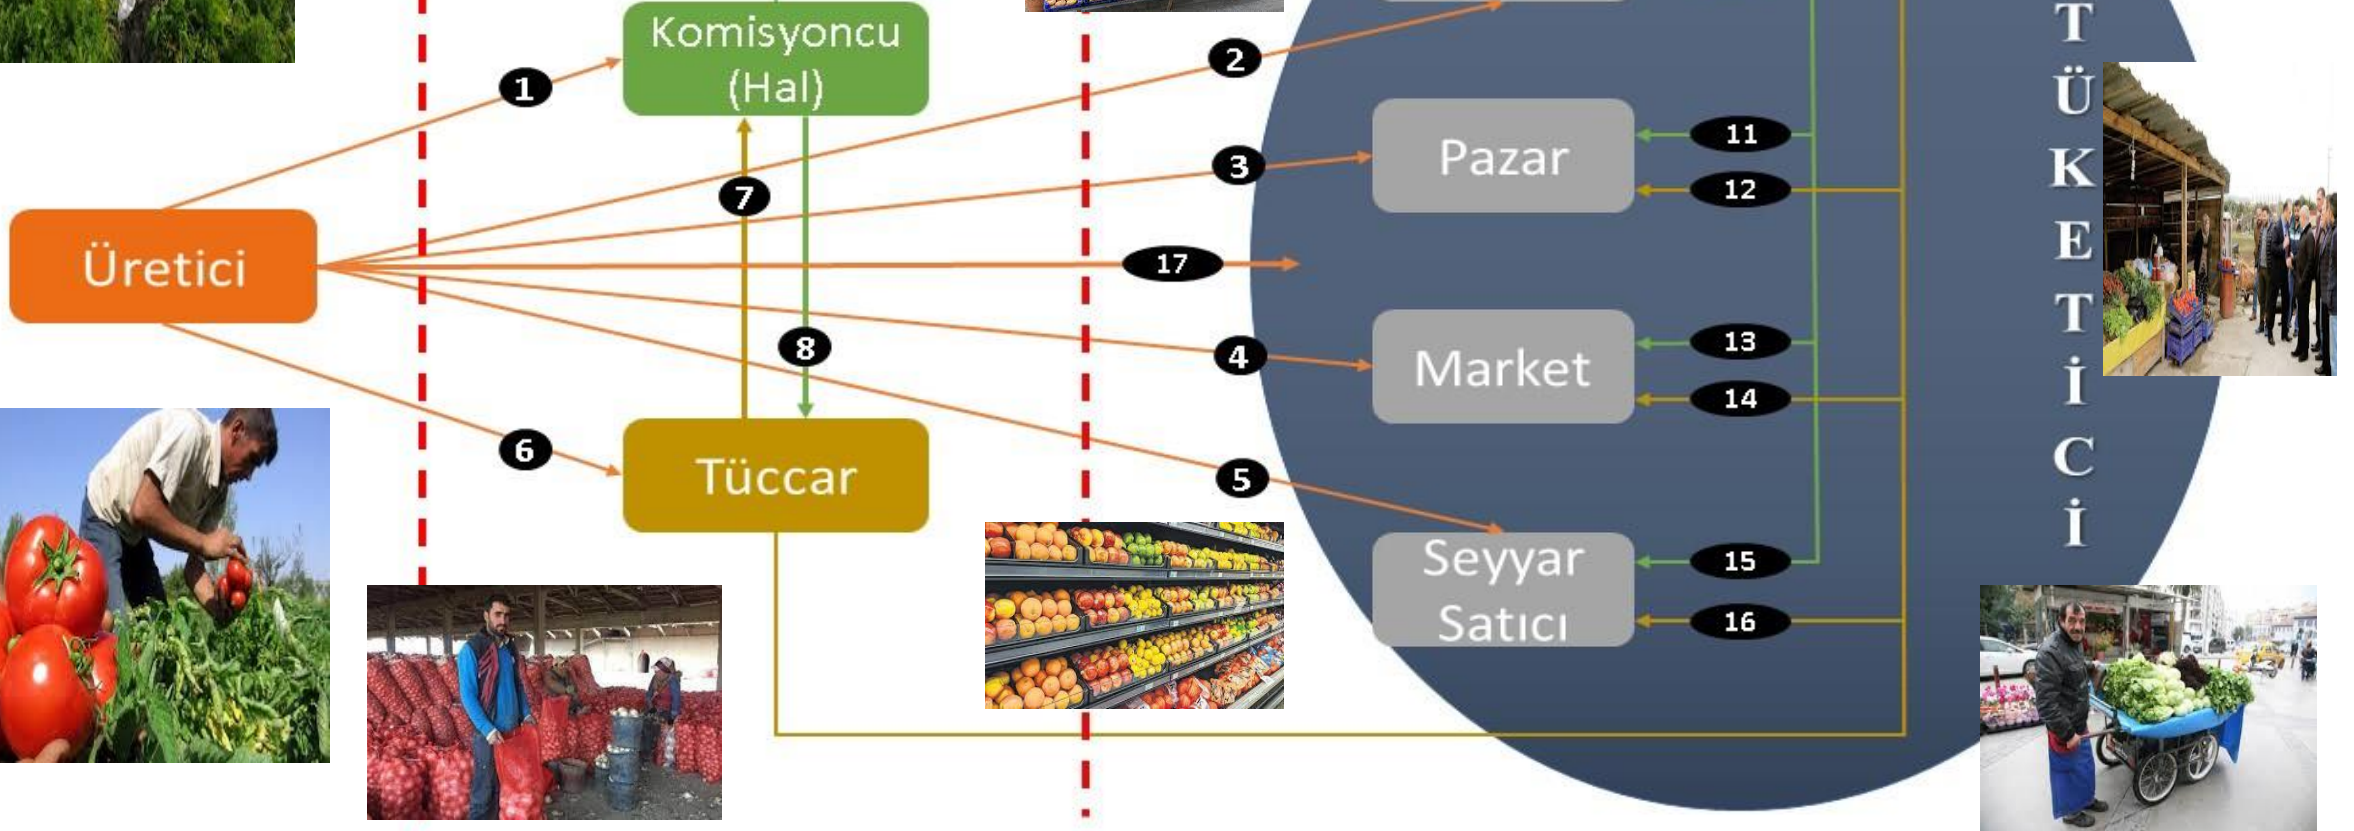 Komisyoncu
(Hal)
1
2
3
7
Üretici
17
8
4
6
Tüccar
5
Pazar
11
12
Market
13
14
Seyyar
Satıcı
15
16
T
Ü
K
E
T
İ
C
İ